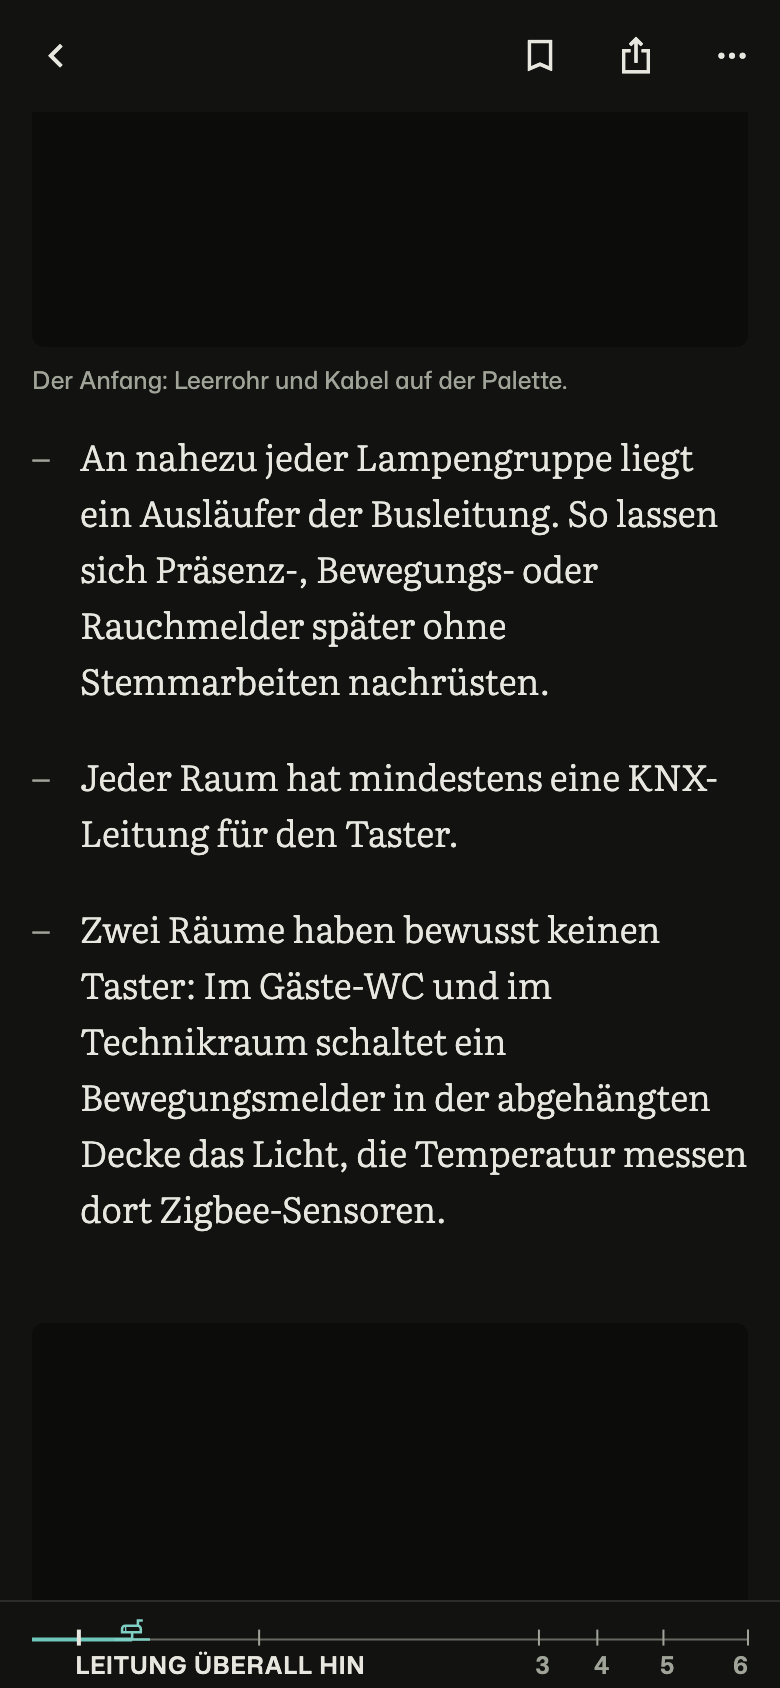 Der Anfang: Leerrohr und Kabel auf der Palette.
– An nahezu jeder Lampengruppe liegt
ein Ausläufer der Busleitung. So lassen
sich Präsenz-, Bewegungs- oder
Rauchmelder später ohne
Stemmarbeiten nachrüsten.
– Jeder Raum hat mindestens eine KNX-
Leitung für den Taster.
– Zwei Räume haben bewusst keinen
Taster: Im Gäste-WC und im
Technikraum schaltet ein
Bewegungsmelder in der abgehängten
Decke das Licht, die Temperatur messen
dort Zigbee-Sensoren.
LEITUNG ÜBERALL HIN 3 4 5 6